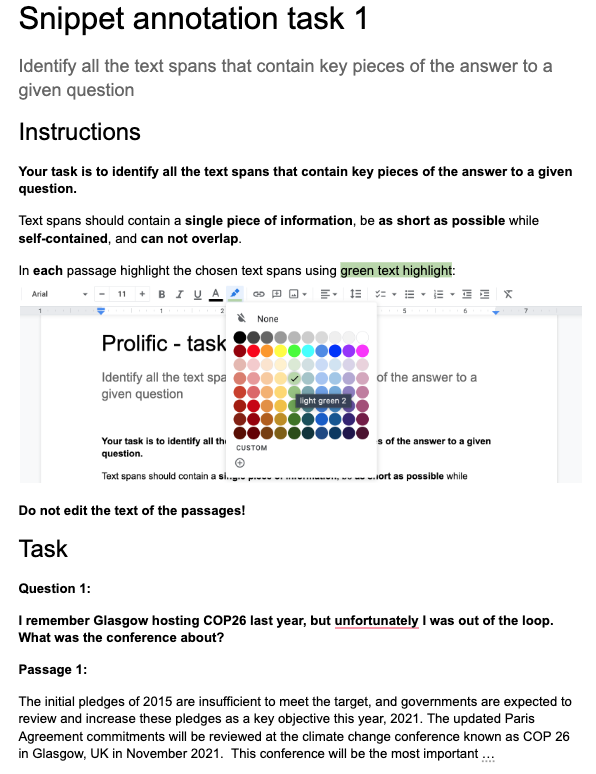 Snippet annotation task 1
Identify all the text spans that contain key pieces of the answer to a
given question
Instructions
Your task is to identify all the text spans that contain key pieces of the answer to a given
question.
Text spans should contain a single piece of information, be as short as possible while
self-contained, and can not overlap.
In each passage highlight the chosen text spans using green text highlight:
Arial - 11 + B I U A
1 1 2 5 6 7
None
Prolific - task
Identify all the text spa of the answer to a
given question
light green 2
Your task is to identify all th s of the answer to a given
question.
CUSTOM
Text spans should contain a ort as possible while
Do not edit the text of the passages!
Task
Question 1:
I remember Glasgow hosting COP26 last year, but unfortunately I was out of the loop.
What was the conference about?
Passage 1:
The initial pledges of 2015 are insufficient to meet the target, and governments are expected to
review and increase these pledges as a key objective this year, 2021. The updated Paris
Agreement commitments will be reviewed at the climate change conference known as COP 26
in Glasgow, UK in November 2021.  This conference will be the most important ...